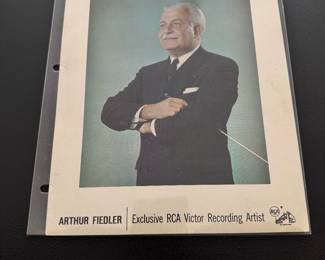 ARTHUR FIEDLER | Exclusive RCA Victor Recording Artist